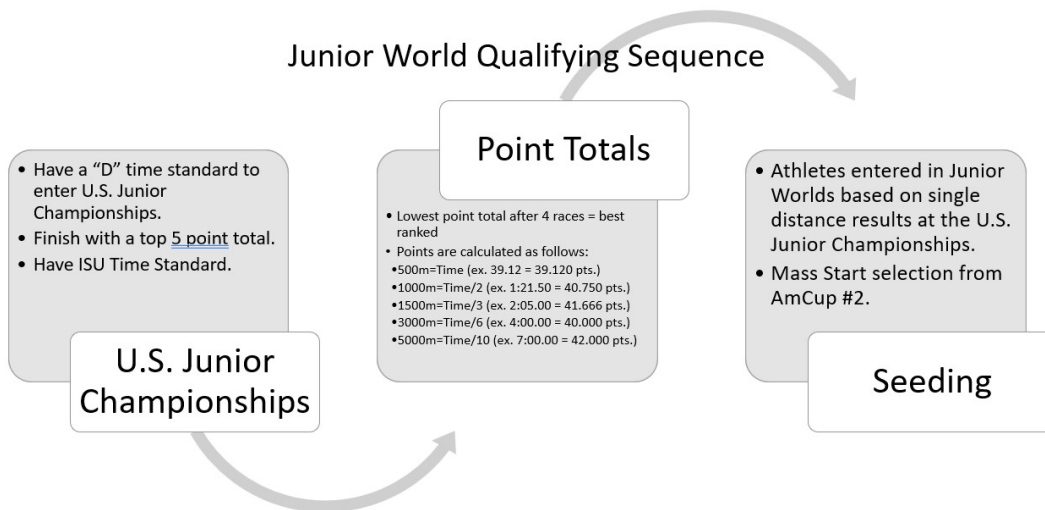 Junior World Qualifying Sequence
• Have a “D” time standard to
enter U.S. Junior
Championships.
• Finish with a top 5 point total.
• Have ISU Time Standard.
U.S. Junior
Championships
Point Totals
• Lowest point total after 4 races = best
ranked
• Points are calculated as follows:
•500m=Time (ex. 39.12 = 39.120 pts.)
•1000m=Time/2 (ex. 1:21.50 = 40.750 pts.)
•1500m=Time/3 (ex. 2:05.00 = 41.666 pts.)
•3000m=Time/6 (ex. 4:00.00 = 40.000 pts.)
•5000m=Time/10 (ex. 7:00.00 = 42.000 pts.)
• Athletes entered in Junior
Worlds based on single
distance results at the U.S.
Junior Championships.
• Mass Start selection from
AmCup #2.
Seeding